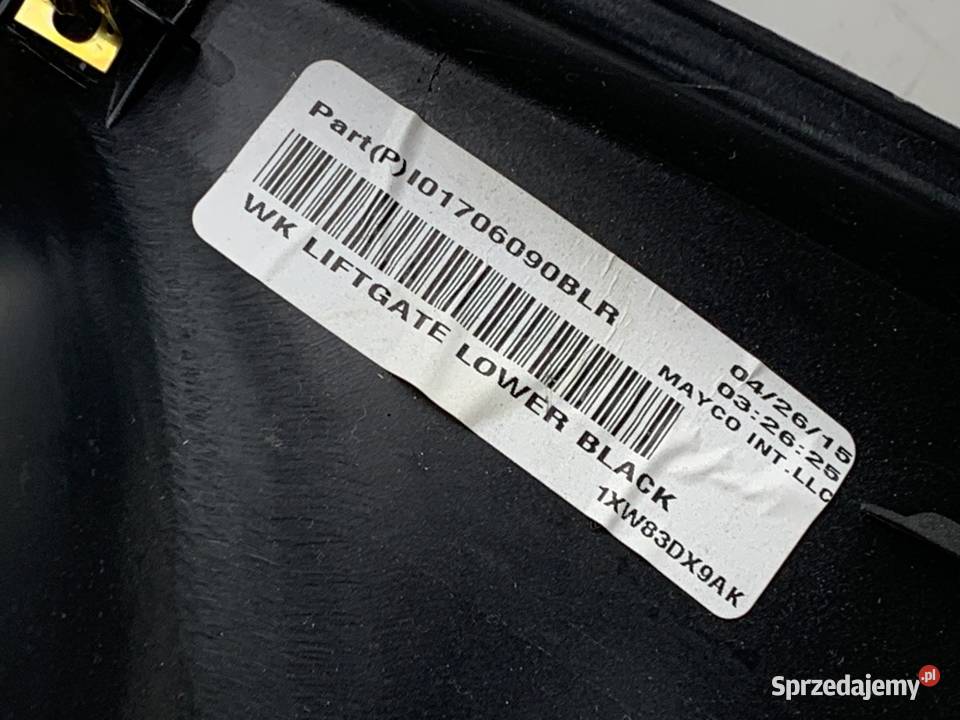 Part(P)I01706090BLR
04/26/15
03:26:25
MAYCO INT.LLC
WK LIFTGATE LOWER BLACK
1XW83DX9AK
Sprzedajemy.pl